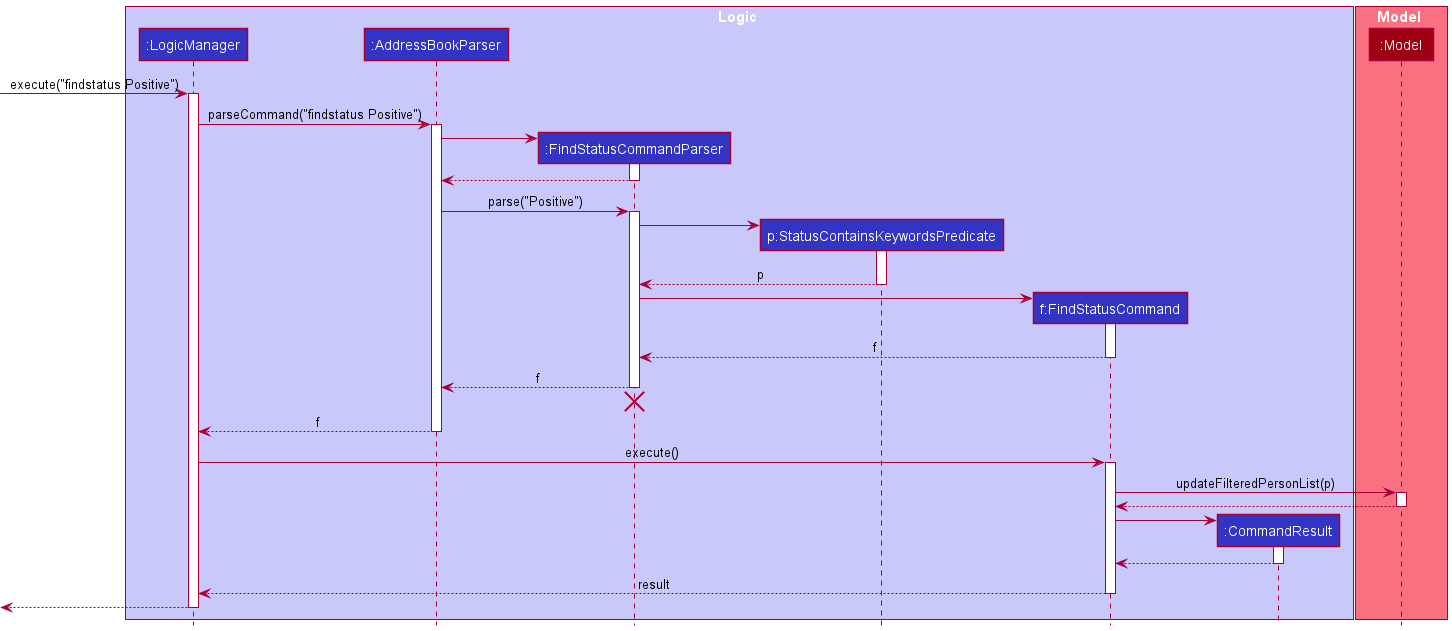 Logic
Model
:LogicManager
:AddressBookParser
:Model
execute("findstatus Positive")
parseCommand("findstatus Positive")
:FindStatusCommandParser
parse("Positive")
p:StatusContainsKeywordsPredicate
p
f:FindStatusCommand
f
f
f
execute()
updateFilteredPersonList(p)
:CommandResult
result